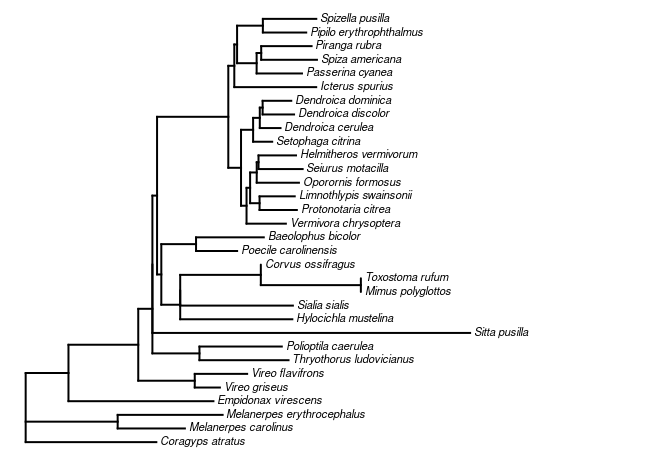 Spizella pusilla
Pipilo erythrophthalmus
Piranga rubra
Spiza americana
Passerina cyanea
Icterus spurius
Dendroica dominica
Dendroica discolor
Dendroica cerulea
Setophaga citrina
Helmitheros vermivorum
Seiurus motacilla
Oporornis formosus
Limnothlypis swainsonii
Protonotaria citrea
Vermivora chrysoptera
Baeolophus bicolor
Poecile carolinensis
Corvus ossifragus
Toxostoma rufum
Mimus polyglottos
Sialia sialis
Hylocichla mustelina
Sitta pusilla
Polioptila caerulea
Thryothorus ludovicianus
Vireo flavifrons
Vireo griseus
Empidonax virescens
Melanerpes erythrocephalus
Melanerpes carolinus
Coragyps atratus